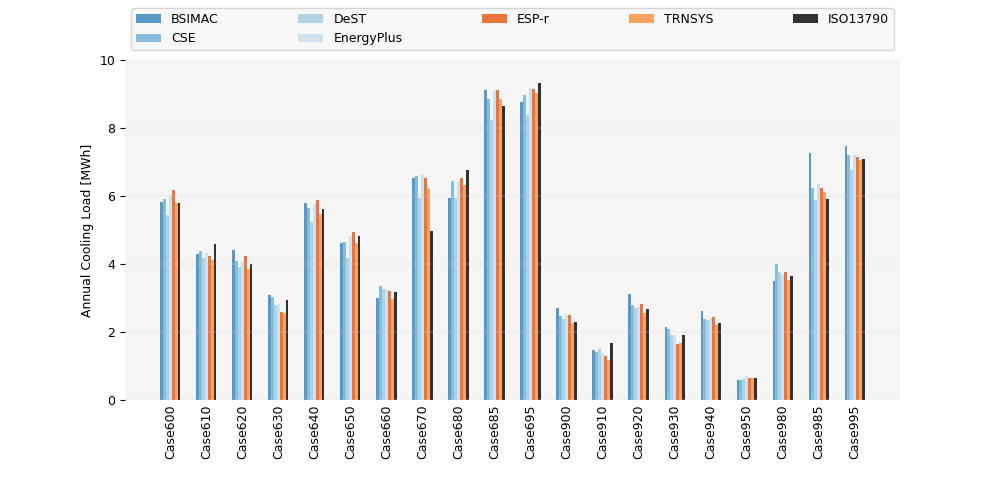 BSIMAC DeST ESP-r TRNSYS ISO13790
CSE EnergyPlus
10
8
6
4
2
0
Annual Cooling Load [MWh]
Case600 Case610 Case620 Case630 Case640 Case650 Case660 Case670 Case680 Case685 Case695 Case900 Case910 Case920 Case930 Case940 Case950 Case980 Case985 Case995